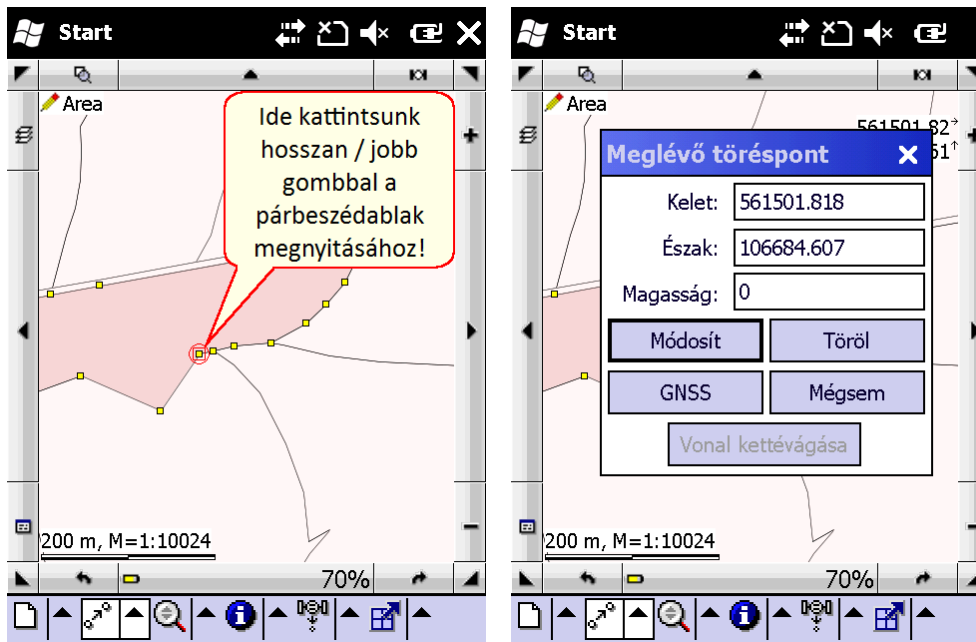 Start
Area
Ide kattintsunk
hosszan / jobb
gombbal a
párbeszédablak
megnyitásához!
200 m, M=1:10024
70%
Start
Area
561501.82
51
Meglévő töréspont
Kelet: 561501.818
Észak: 106684.607
Magasság: 0
Módosít Töröl
GNSS Mégsem
Vonal kettévágása
200 m, M=1:10024
70%